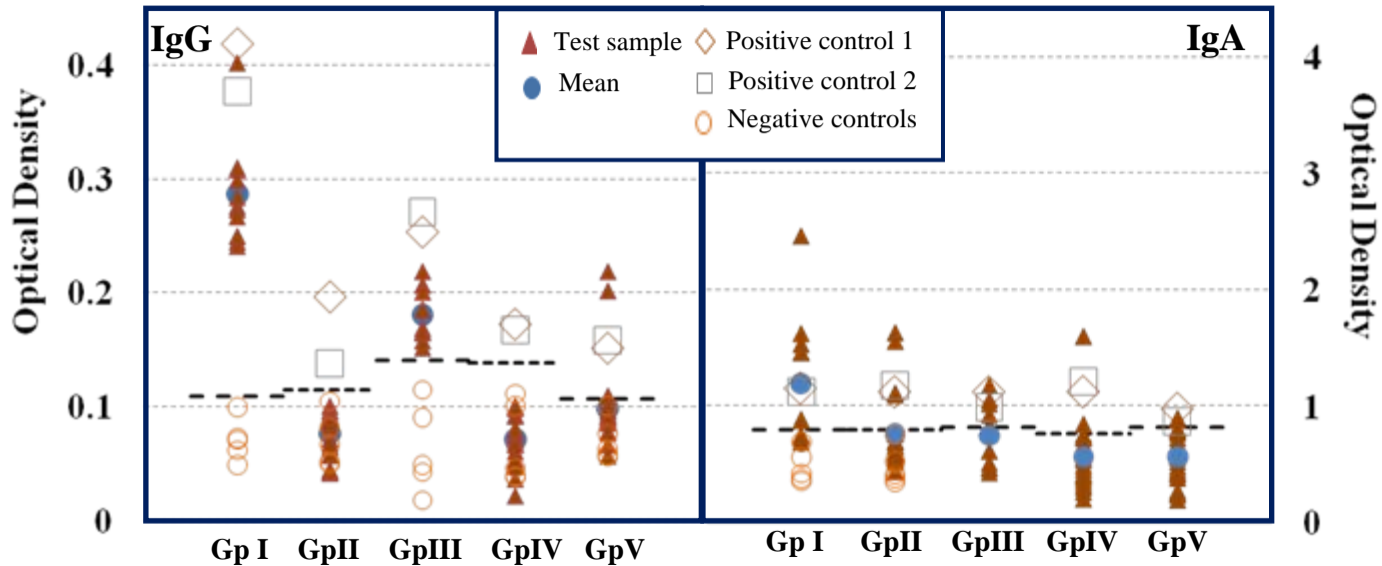 IgG
IgA
Test sample
Positive control 1
Mean
Positive control 2
Negative controls
Optical Density
0.4
0.3
0.2
0.1
0
4
3
2
1
0
Optical Density
Gp I
GpII
GpIII
GpIV
GpV
Gp I
GpII
GpIII
GpIV
GpV